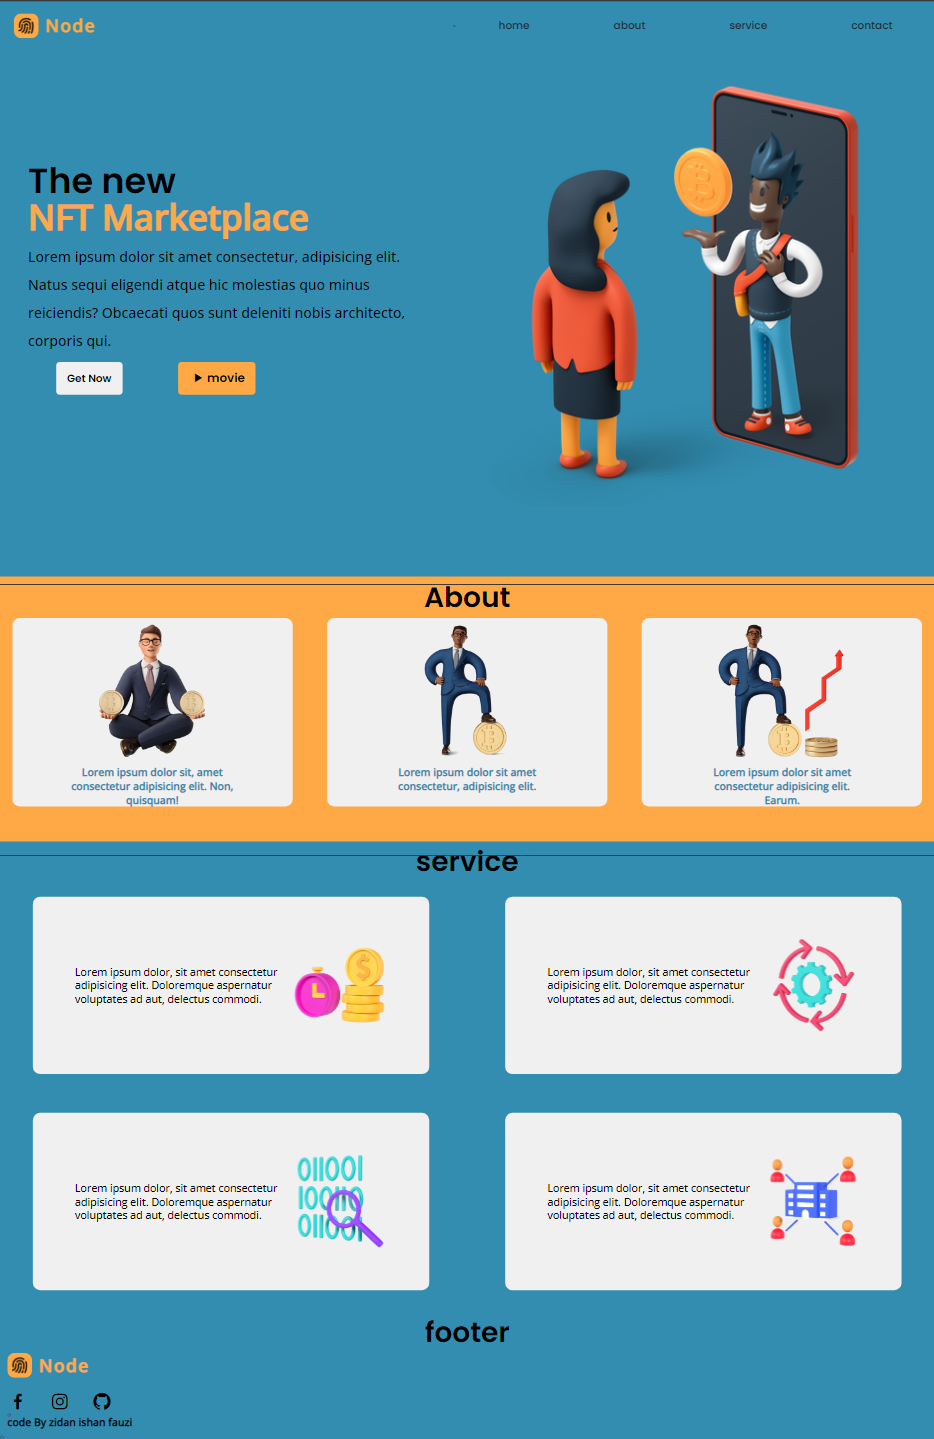 Node
home about service contact
The new
NFT Marketplace
Lorem ipsum dolor sit amet consectetur, adipisicing elit.
Natus sequi eligendi atque hic molestias quo minus
reiciendis? Obcaecati quos sunt deleniti nobis architecto,
corporis qui.
Get Now
movie
About
Lorem ipsum dolor sit, amet
consectetur adipisicing elit. Non,
quisquam!
Lorem ipsum dolor sit amet
consectetur, adipisicing elit.
Lorem ipsum dolor sit amet
consectetur adipisicing elit.
Earum.
service
Lorem ipsum dolor, sit amet consectetur
adipisicing elit. Doloremque aspernatur
voluptates ad aut, delectus commodi.
Lorem ipsum dolor, sit amet consectetur
adipisicing elit. Doloremque aspernatur
voluptates ad aut, delectus commodi.
Lorem ipsum dolor, sit amet consectetur
adipisicing elit. Doloremque aspernatur
voluptates ad aut, delectus commodi.
011001
100110
011001
Lorem ipsum dolor, sit amet consectetur
adipisicing elit. Doloremque aspernatur
voluptates ad aut, delectus commodi.
footer
Node
code By zidan ishan fauzi